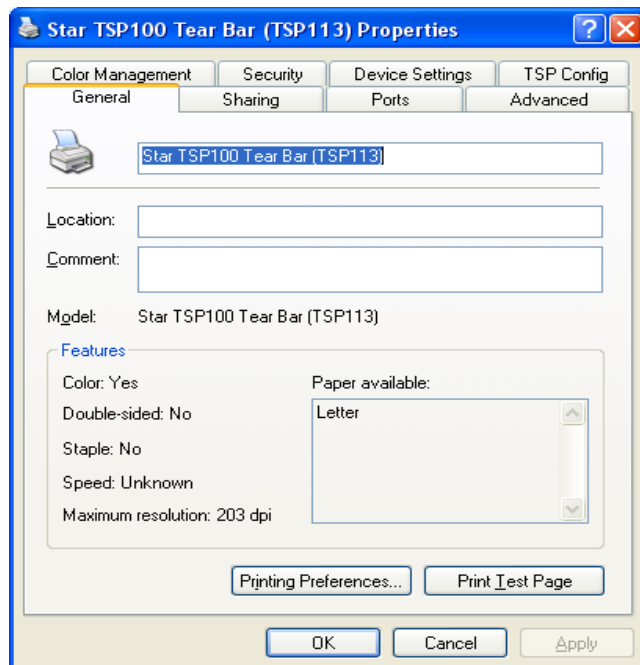 Star TSP100 Tear Bar (TSP113) Properties
Color Management Security Device Settings TSP Config
General Sharing Ports Advanced
Star TSP100 Tear Bar (TSP113)
Location:
Comment:
Model: Star TSP100 Tear Bar (TSP113)
Features
Color: Yes Paper available:
Double-sided: No Letter
Staple: No
Speed: Unknown
Maximum resolution: 203 dpi
Printing Preferences... Print Test Page
OK Cancel Apply